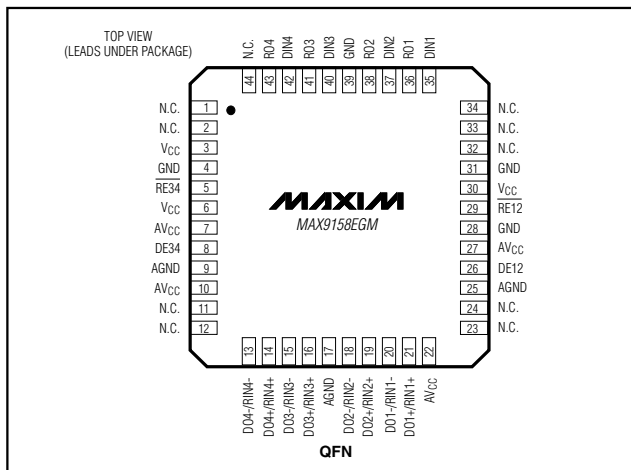 TOP VIEW
(LEADS UNDER PACKAGE)
N.C.
RO4
DIN4
RO3
DIN3
GND
RO2
DIN2
RO1
DIN1
44 43 42 41 40 39 38 37 36 35
N.C. 1
N.C. 2
VCC 3
GND 4
RE34 5
VCC 6
AVCC 7
DE34 8
AGND 9
AVCC 10
N.C. 11
N.C. 12
MAXIM
MAX9158EGM
34 N.C.
33 N.C.
32 N.C.
31 GND
30 VCC
29 RE12
28 GND
27 AVCC
26 DE12
25 AGND
24 N.C.
23 N.C.
13 14 15 16 17 18 19 20 21 22
DO4-/RIN4-
DO4+/RIN4+
DO3-/RIN3-
DO3+/RIN3+
AGND
DO2-/RIN2-
DO2+/RIN2+
DO1-/RIN1-
DO1+/RIN1+
AVCC
QFN